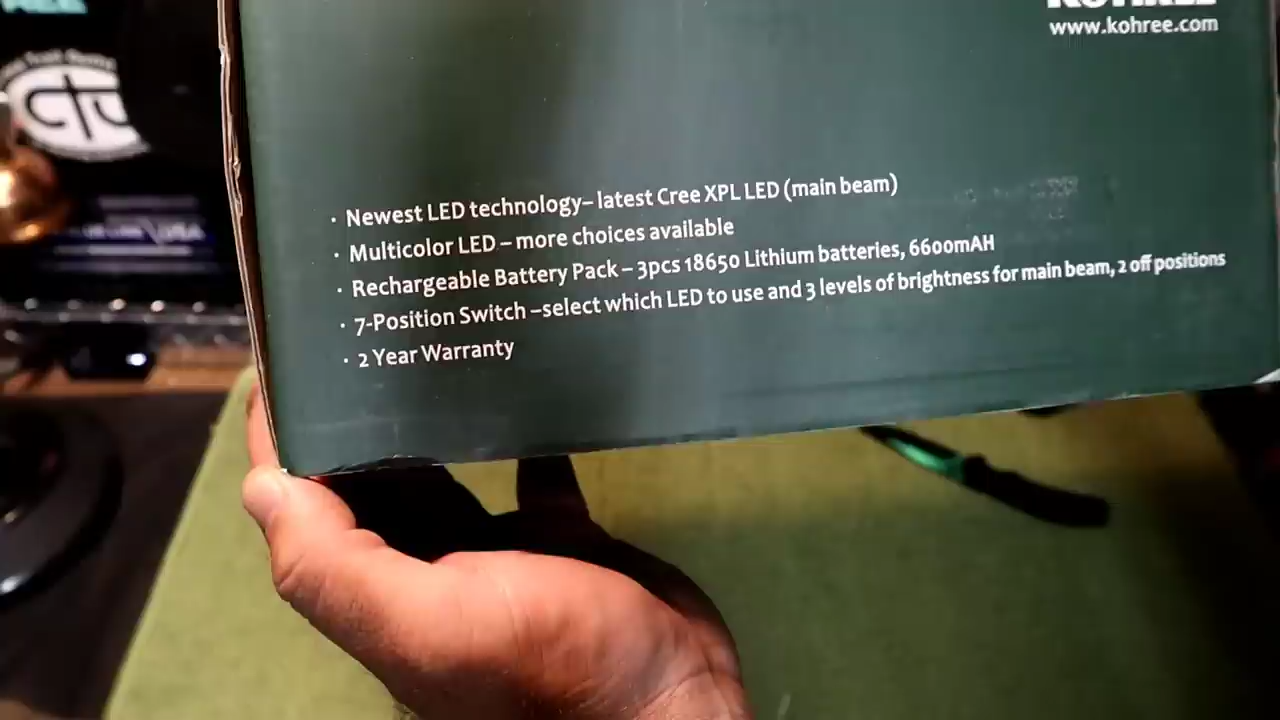 KOHREE
www.kohree.com
· Newest LED technology– latest Cree XPL LED (main beam)
· Multicolor LED – more choices available
· Rechargeable Battery Pack – 3pcs 18650 Lithium batteries, 6600mAH
· 7-Position Switch –select which LED to use and 3 levels of brightness for main beam, 2 off positions
· 2 Year Warranty